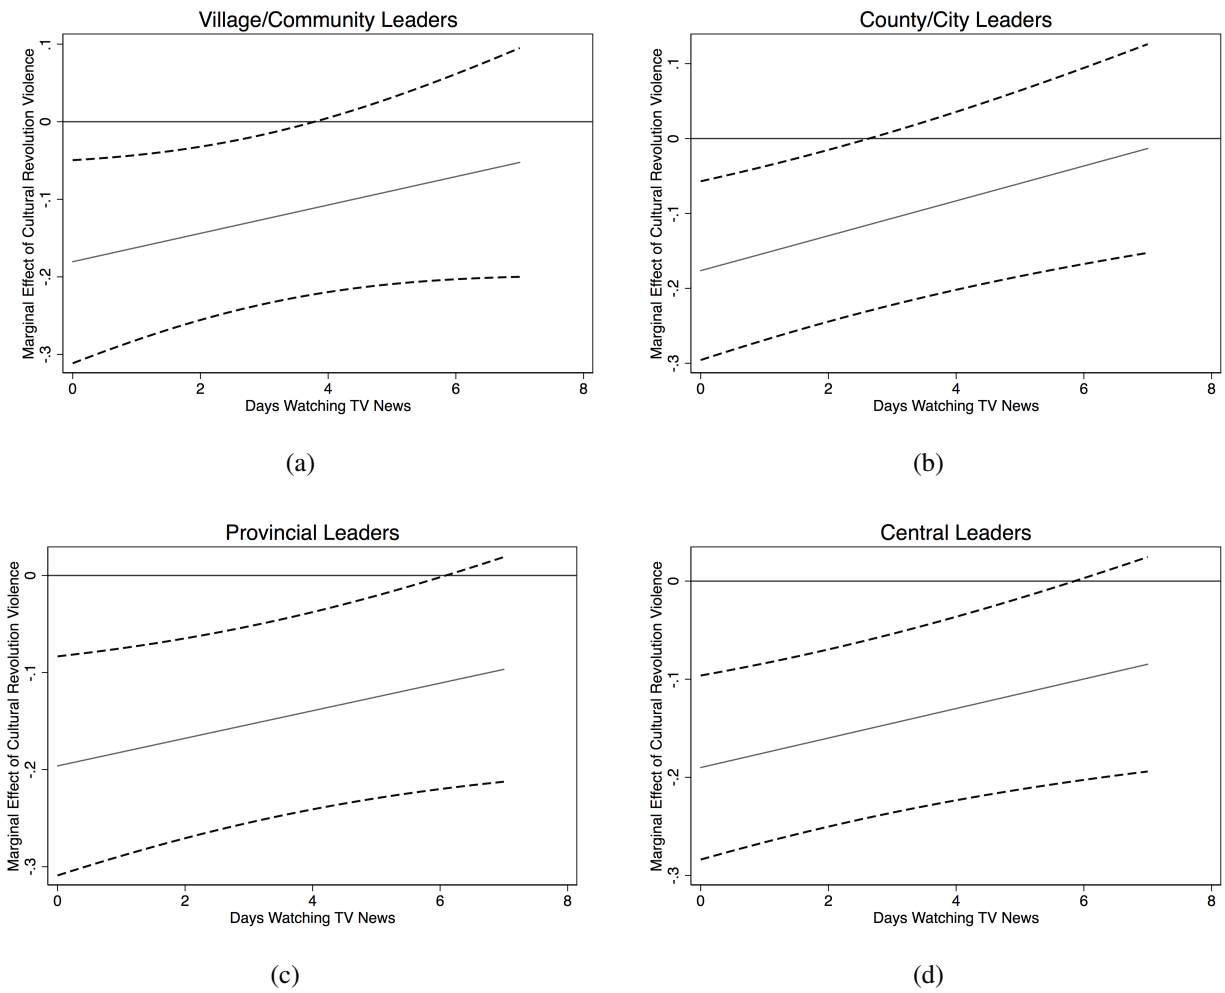 Village/Community Leaders
Marginal Effect of Cultural Revolution Violence
.1
0
-.1
-.2
-.3
0 2 4 6 8
Days Watching TV News
(a)
County/City Leaders
Marginal Effect of Cultural Revolution Violence
.1
0
-.1
-.2
-.3
0 2 4 6 8
Days Watching TV News
(b)
Provincial Leaders
Marginal Effect of Cultural Revolution Violence
0
-.1
-.2
-.3
0 2 4 6 8
Days Watching TV News
(c)
Central Leaders
Marginal Effect of Cultural Revolution Violence
0
-.1
-.2
-.3
0 2 4 6 8
Days Watching TV News
(d)